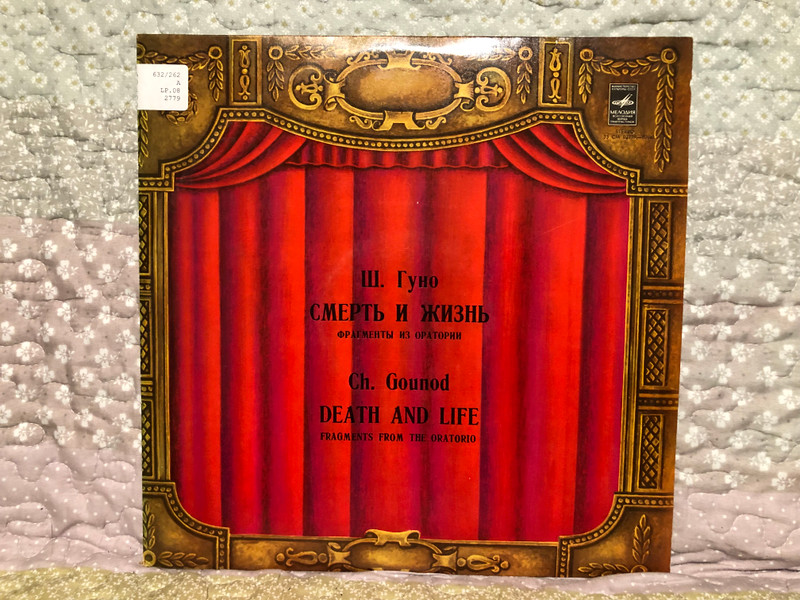 632/262
A
LP.08
2779
МЕЛОДИЯ
Ш. Гуно
СМЕРТЬ И ЖИЗНЬ
ФРАГМЕНТЫ ИЗ ОРАТОРИИ
Ch. Gounod
DEATH AND LIFE
FRAGMENTS FROM THE ORATORIO